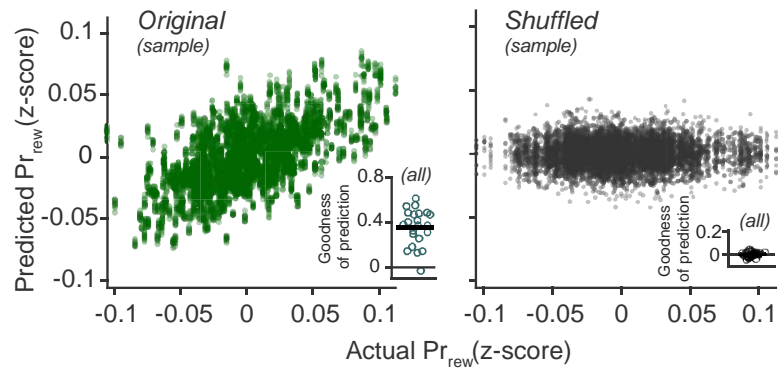 Original
(sample)
Shuffled
(sample)
Predicted Pr_rew(z-score)
0.1
0.05
0
-0.05
-0.1
-0.1
-0.05
0
0.05
0.1
Goodness
of prediction
0.8
0.4
0
(all)
Goodness
of prediction
0.2
0
(all)
-0.1
-0.05
0
0.05
0.1
Actual Pr_rew(z-score)